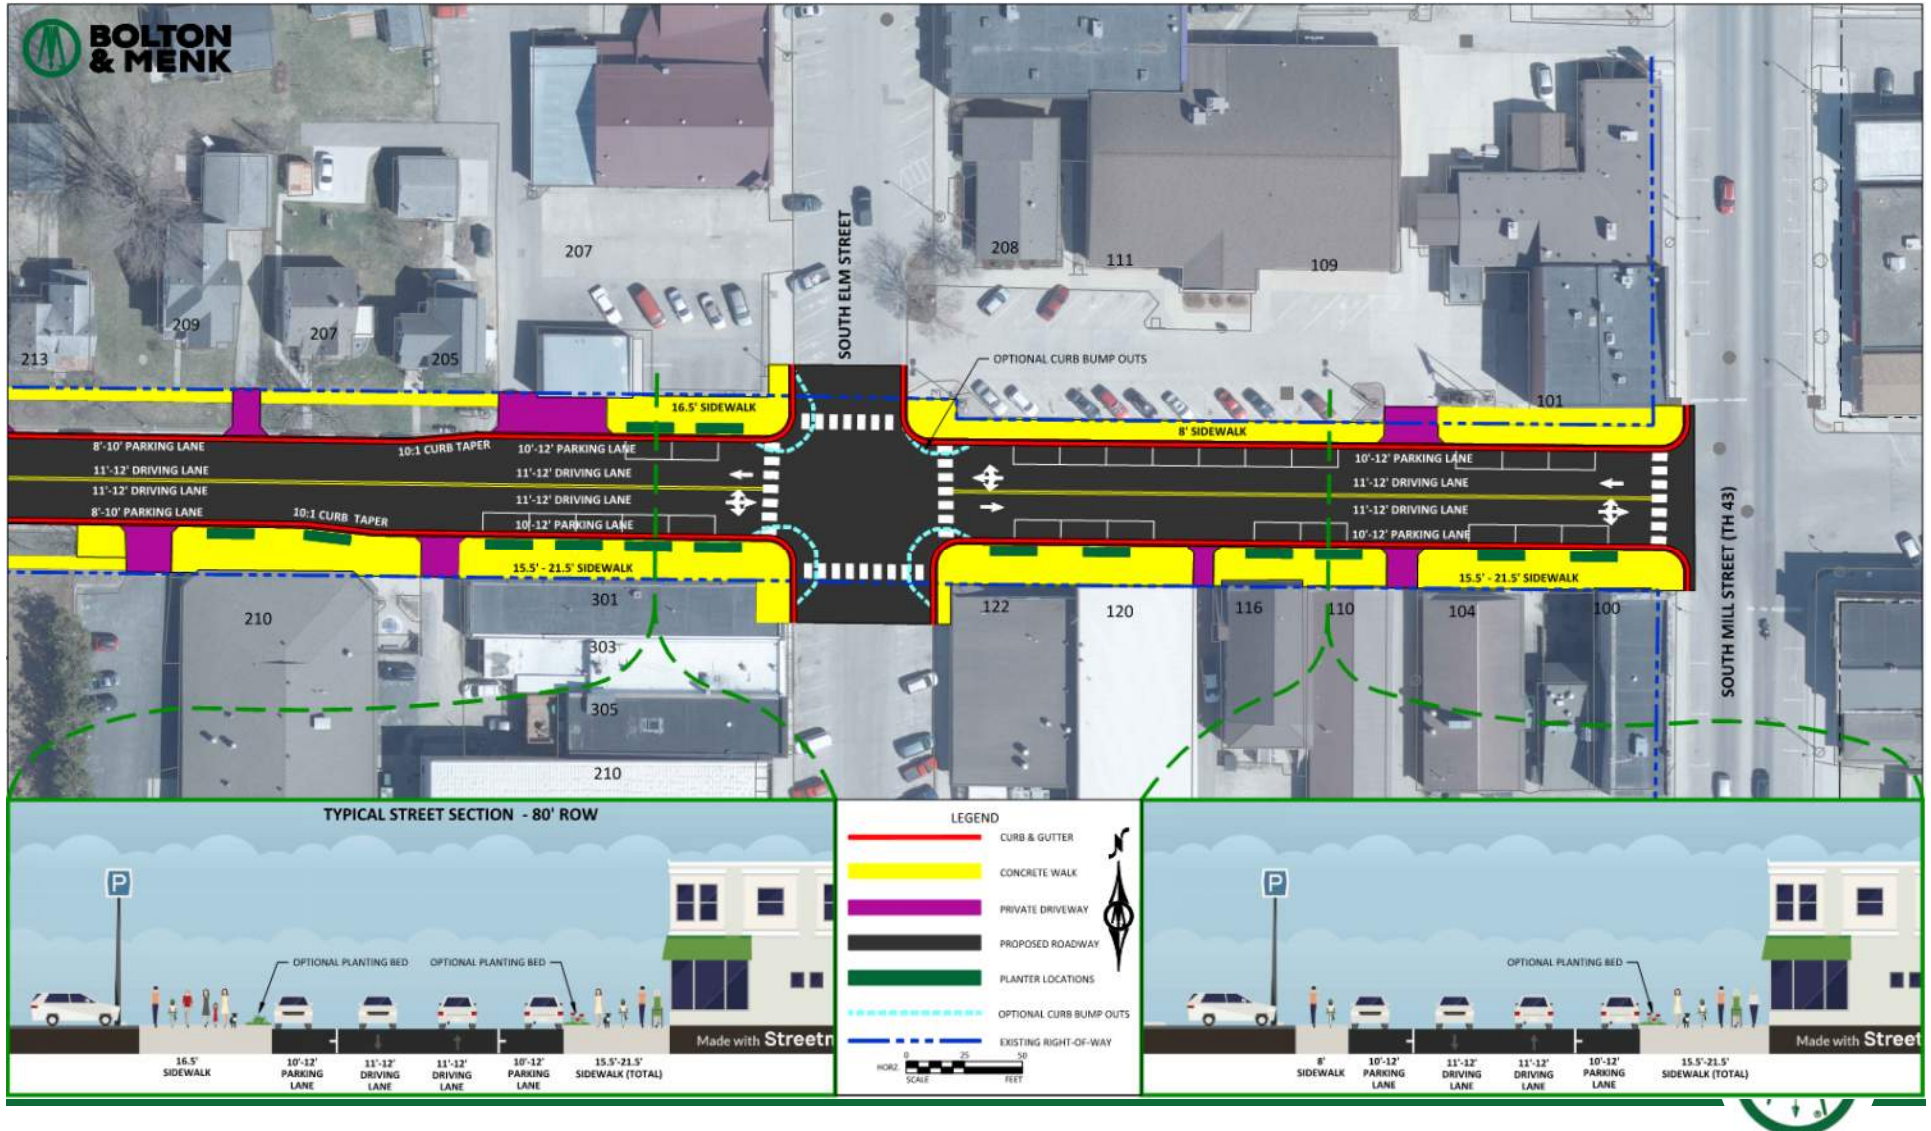 BOLTON
& MENK
207
208
111
109
SOUTH ELM STREET
209
207
205
213
OPTIONAL CURB BUMP OUTS
101
16.5' SIDEWALK
8' SIDEWALK
8'-10' PARKING LANE
10:1 CURB TAPER
10'-12' PARKING LANE
10'-12' PARKING LANE
11'-12' DRIVING LANE
11'-12' DRIVING LANE
11'-12' DRIVING LANE
11'-12' DRIVING LANE
11'-12' DRIVING LANE
11'-12' DRIVING LANE
8'-10' PARKING LANE
10:1 CURB TAPER
10'-12' PARKING LANE
10'-12' PARKING LANE
15.5' - 21.5' SIDEWALK
15.5' - 21.5' SIDEWALK
SOUTH MILL STREET (TH 43)
210
301
303
305
210
122
120
116
110
104
100
TYPICAL STREET SECTION - 80' ROW
P
OPTIONAL PLANTING BED
OPTIONAL PLANTING BED
Made with Streetm
16.5'
SIDEWALK
10'-12'
PARKING
LANE
11'-12'
DRIVING
LANE
11'-12'
DRIVING
LANE
10'-12'
PARKING
LANE
15.5'-21.5'
SIDEWALK (TOTAL)
LEGEND
CURB & GUTTER
CONCRETE WALK
PRIVATE DRIVEWAY
PROPOSED ROADWAY
PLANTER LOCATIONS
OPTIONAL CURB BUMP OUTS
EXISTING RIGHT-OF-WAY
N
0 25 50
HORZ.
SCALE FEET
P
OPTIONAL PLANTING BED
Made with Street
8'
SIDEWALK
10'-12'
PARKING
LANE
11'-12'
DRIVING
LANE
11'-12'
DRIVING
LANE
10'-12'
PARKING
LANE
15.5'-21.5'
SIDEWALK (TOTAL)
®